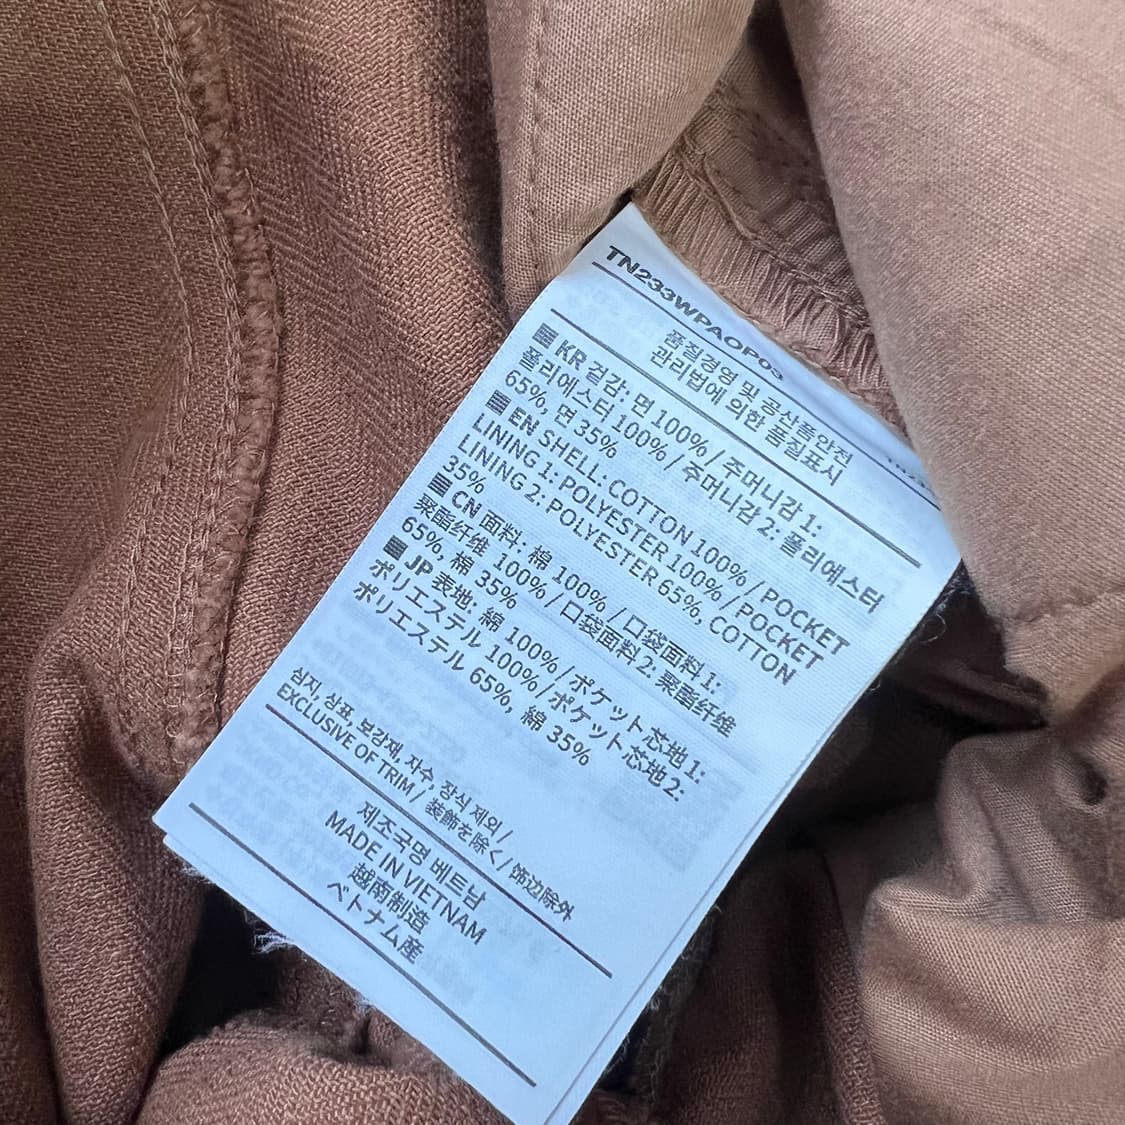 TN233WPAOP03
품질경영 및 공산품안전
관리법에 의한 품질표시
KR 겉감: 면 100% / 주머니감 1:
폴리에스터 100% / 주머니감 2: 폴리에스터
65%, 면 35%
EN SHELL: COTTON 100% / POCKET
LINING 1: POLYESTER 100% / POCKET
LINING 2: POLYESTER 65%, COTTON
35%
CN 面料: 棉 100% / 口袋面料 1:
聚酯纤维 100% / 口袋面料 2: 聚酯纤维
65%, 棉 35%
JP 表地: 綿 100% / ポケット芯地 1:
ポリエステル 100% / ポケット芯地 2:
ポリエステル 65%, 綿 35%
심지, 상표, 보강재, 자수, 장식 제외 /
EXCLUSIVE OF TRIM / 装飾を除く / 饰边除外
제조국명 베트남
MADE IN VIETNAM
越南制造
ベトナム産